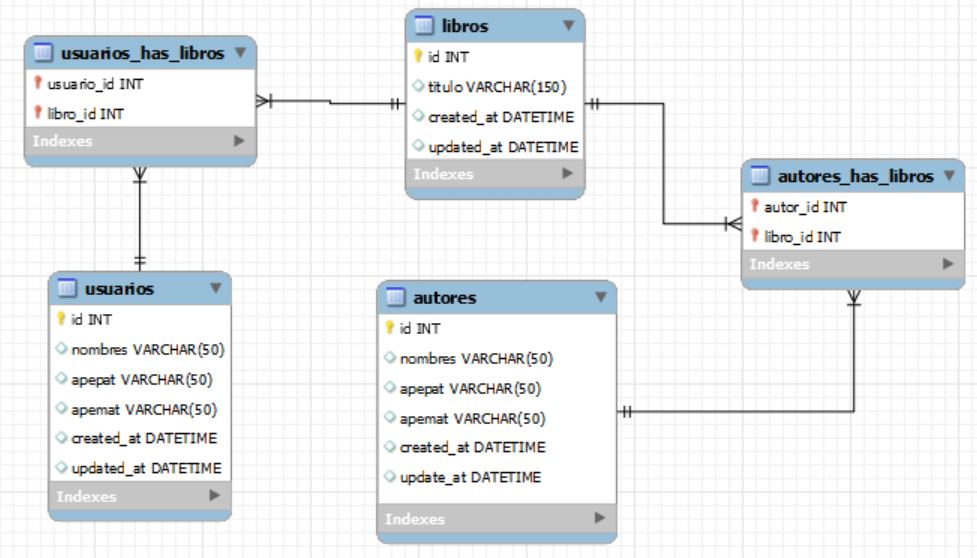 usuarios_has_libros
usuario_id INT
libro_id INT
Indexes
libros
id INT
titulo VARCHAR(150)
created_at DATETIME
updated_at DATETIME
Indexes
autores_has_libros
autor_id INT
libro_id INT
Indexes
usuarios
id INT
nombres VARCHAR(50)
apepat VARCHAR(50)
apemat VARCHAR(50)
created_at DATETIME
updated_at DATETIME
Indexes
autores
id INT
nombres VARCHAR(50)
apepat VARCHAR(50)
apemat VARCHAR(50)
created_at DATETIME
update_at DATETIME
Indexes